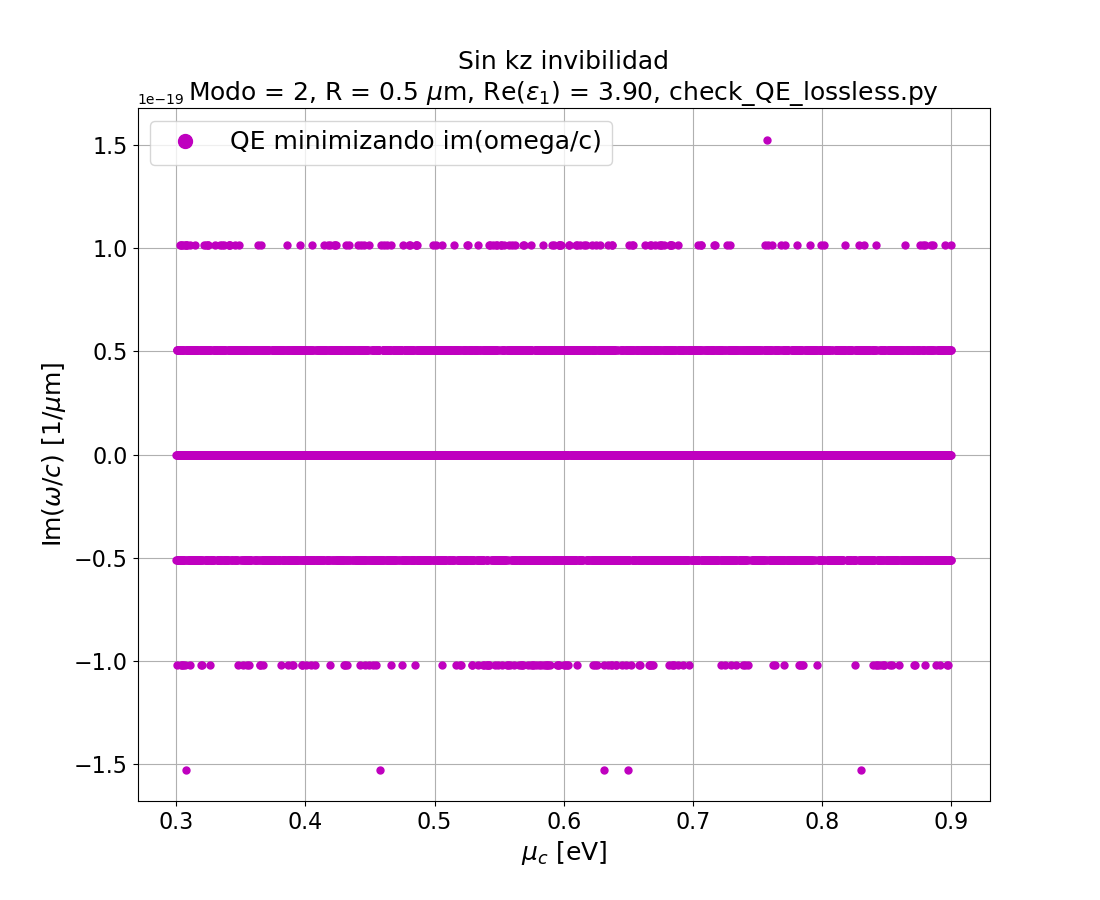 Sin kz invibilidad
Modo = 2, R = 0.5 μm, Re(ε₁) = 3.90, check_QE_lossless.py
1e−19
QE minimizando im(omega/c)
1.5
1.0
0.5
0.0
−0.5
−1.0
−1.5
Im(ω/c) [1/μm]
0.3 0.4 0.5 0.6 0.7 0.8 0.9
μ_c [eV]